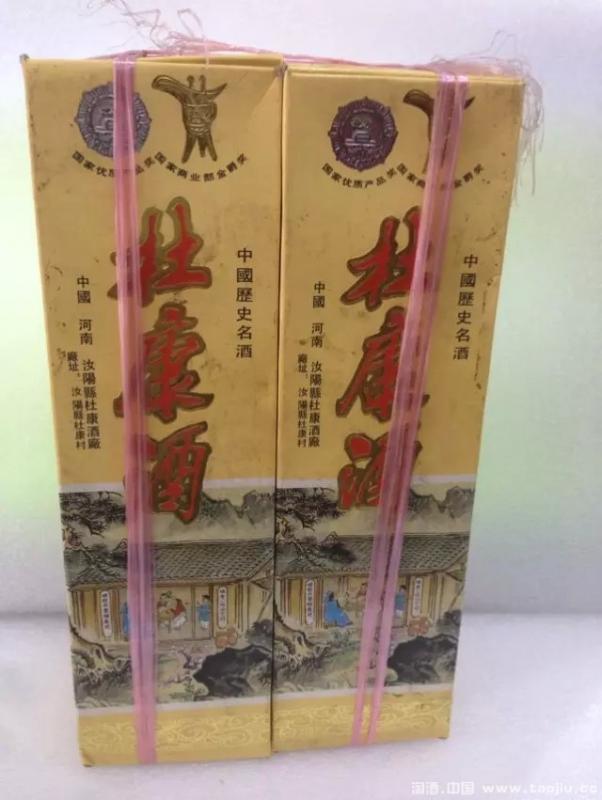 国家优质产品奖
国家商业部金爵奖
杜康酒
中國歷史名酒
中國 河南 汝陽縣杜康酒廠
廠址：汝陽縣杜康村
国家优质产品奖
国家商业部金爵奖
杜康酒
中國歷史名酒
中國 河南 汝陽縣杜康酒廠
廠址：汝陽縣杜康村
淘酒.中国 www.taojiu.cc